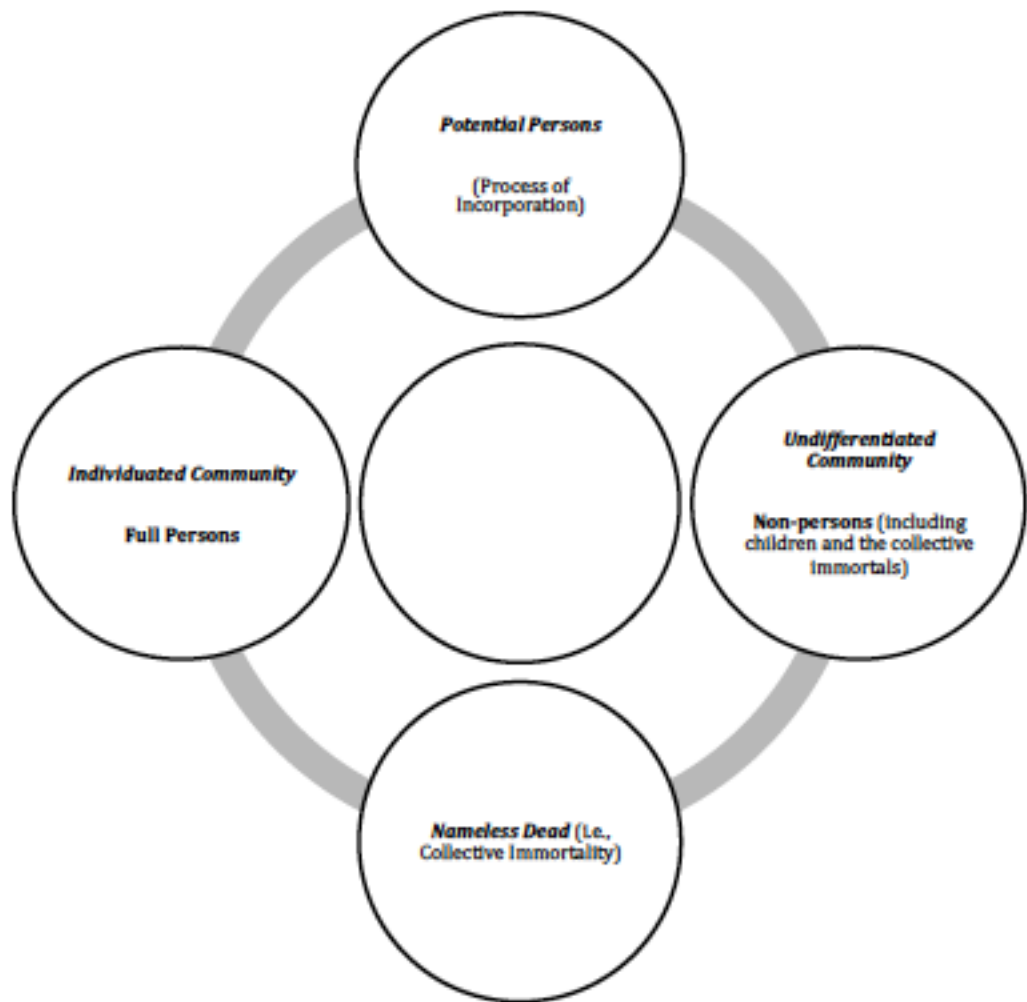 Potential Persons
(Process of
Incorporation)
Individuated Community
Full Persons
Undifferentiated
Community
Non-persons (including
children and the collective
immortals)
Nameless Dead (i.e.,
Collective Immortality)